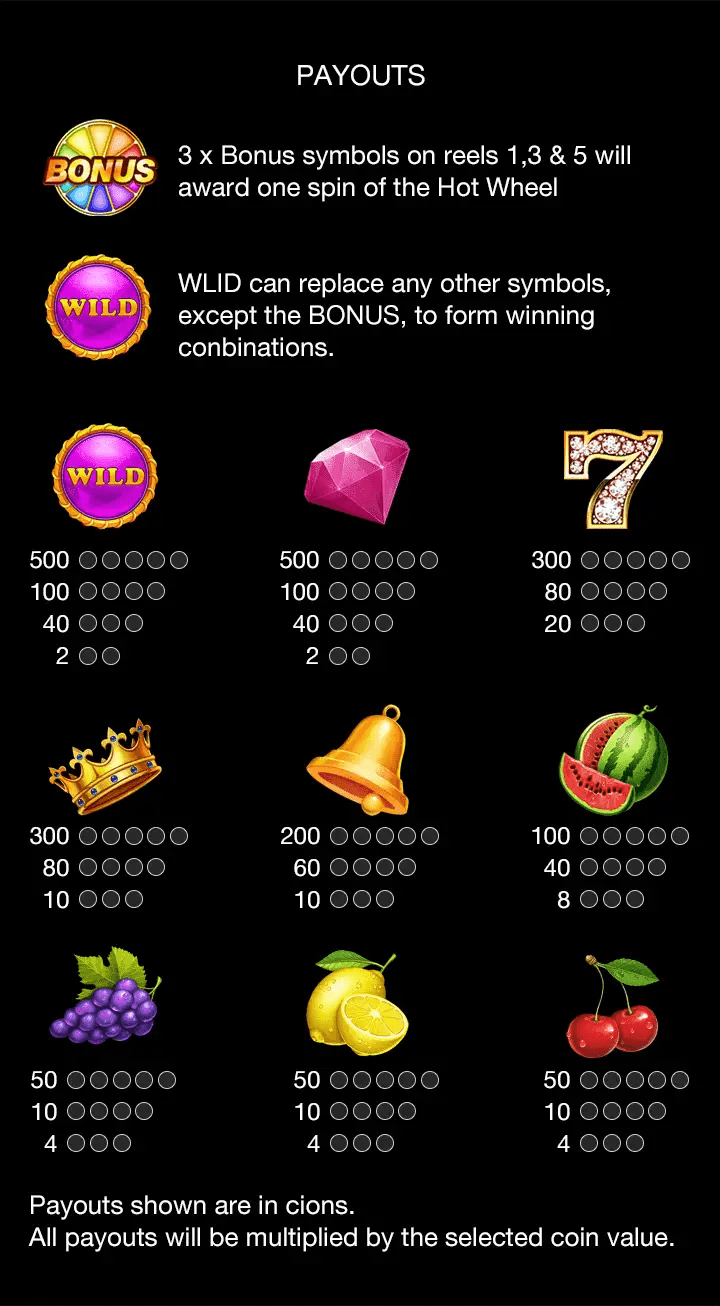 PAYOUTS
BONUS
3 x Bonus symbols on reels 1,3 & 5 will
award one spin of the Hot Wheel
WILD
WLID can replace any other symbols,
except the BONUS, to form winning
conbinations.
WILD
7
500
500
300
100
100
80
40
40
20
2
2
300
200
100
80
60
40
10
10
8
50
50
50
10
10
10
4
4
4
Payouts shown are in cions.
All payouts will be multiplied by the selected coin value.